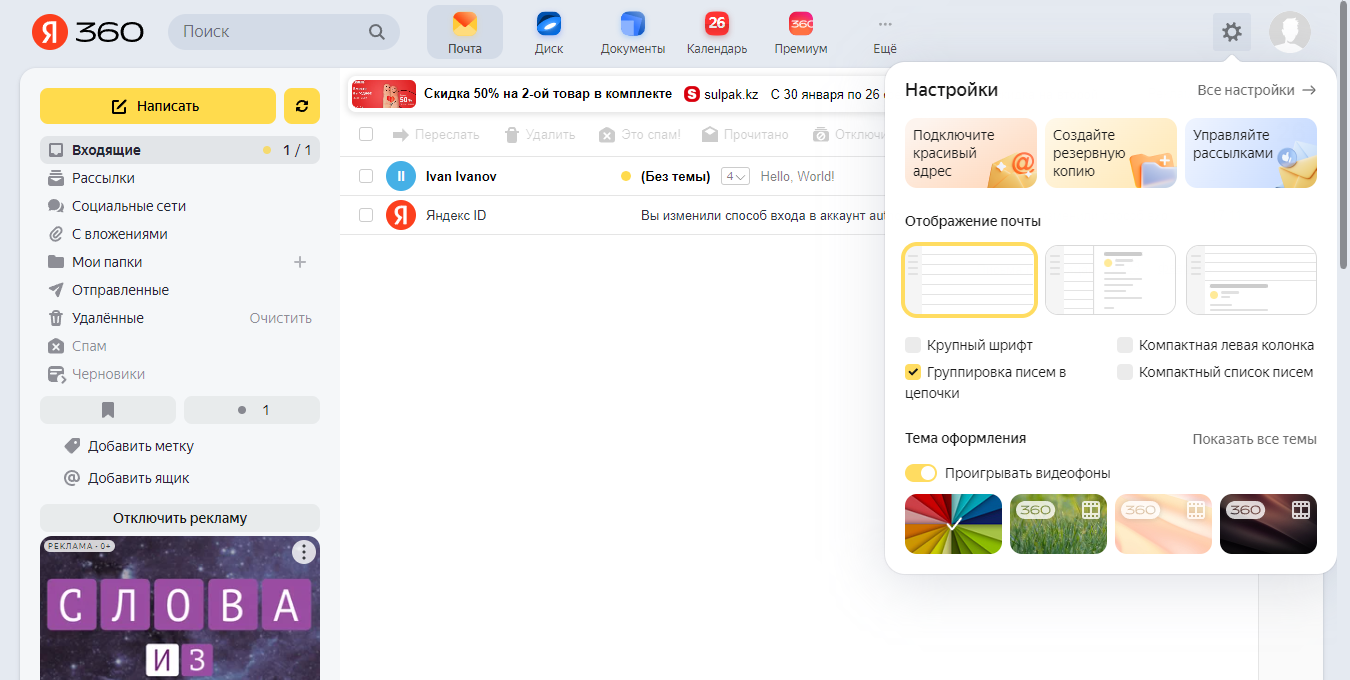 Я 360
Поиск
Почта
Диск
Документы
26
Календарь
360
Премиум
Ещё
Написать
Входящие 1 / 1
Рассылки
Социальные сети
С вложениями
Мои папки
Отправленные
Удалённые Очистить
Спам
Черновики
1
Добавить метку
Добавить ящик
Отключить рекламу
РЕКЛАМА • 0+
СЛОВА
ИЗ
50%
Скидка 50% на 2-ой товар в комплекте S sulpak.kz С 30 января по 26
Переслать Удалить Это спам! Прочитано
II Ivan Ivanov (Без темы) 4 Hello, World!
Я Яндекс ID Вы изменили способ входа в аккаунт
Настройки Все настройки
Подключите
красивый
адрес
Создайте
резервную
копию
Управляйте
рассылками
Отображение почты
Крупный шрифт Компактная левая колонка
Группировка писем в
цепочки
Компактный список писем
Тема оформления Показать все темы
Проигрывать видеофоны
360 360 360